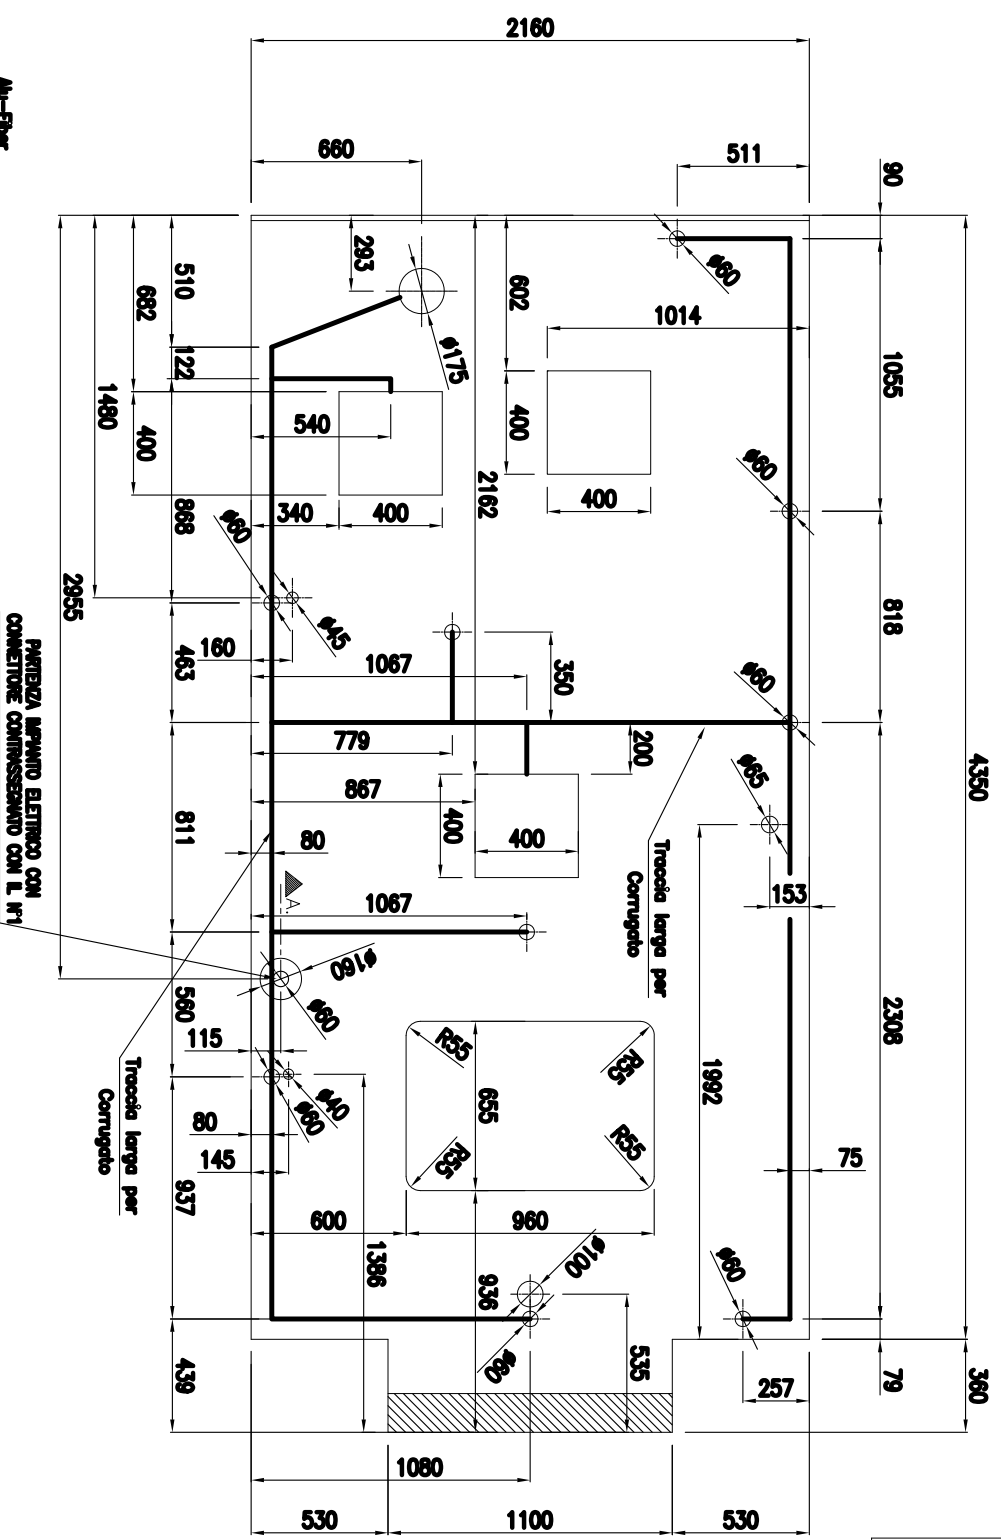 2160
660
511
90
4350
510
293
602
ø60
1055
682
122
1480
1014
ø175
400
540
400
2162
340
400
400
868
ø60
ø60
818
2955
ø45
160
463
1067
350
ø60
779
200
867
ø65
400
400
811
80
Traccia larga per
Corrugato
153
A.
1067
PARTENZA IMPIANTO ELETTRICO CON
CONNETTORE CONTRASSEGNATO CON IL N°1
ø160
ø60
560
115
2308
1992
R55
R55
655
R55
R55
ø40
ø60
80
145
Traccia larga per
Corrugato
75
937
600
960
1386
936
ø100
ø60
ø60
535
439
257
79
360
1080
530
1100
530
Alu-Fiber